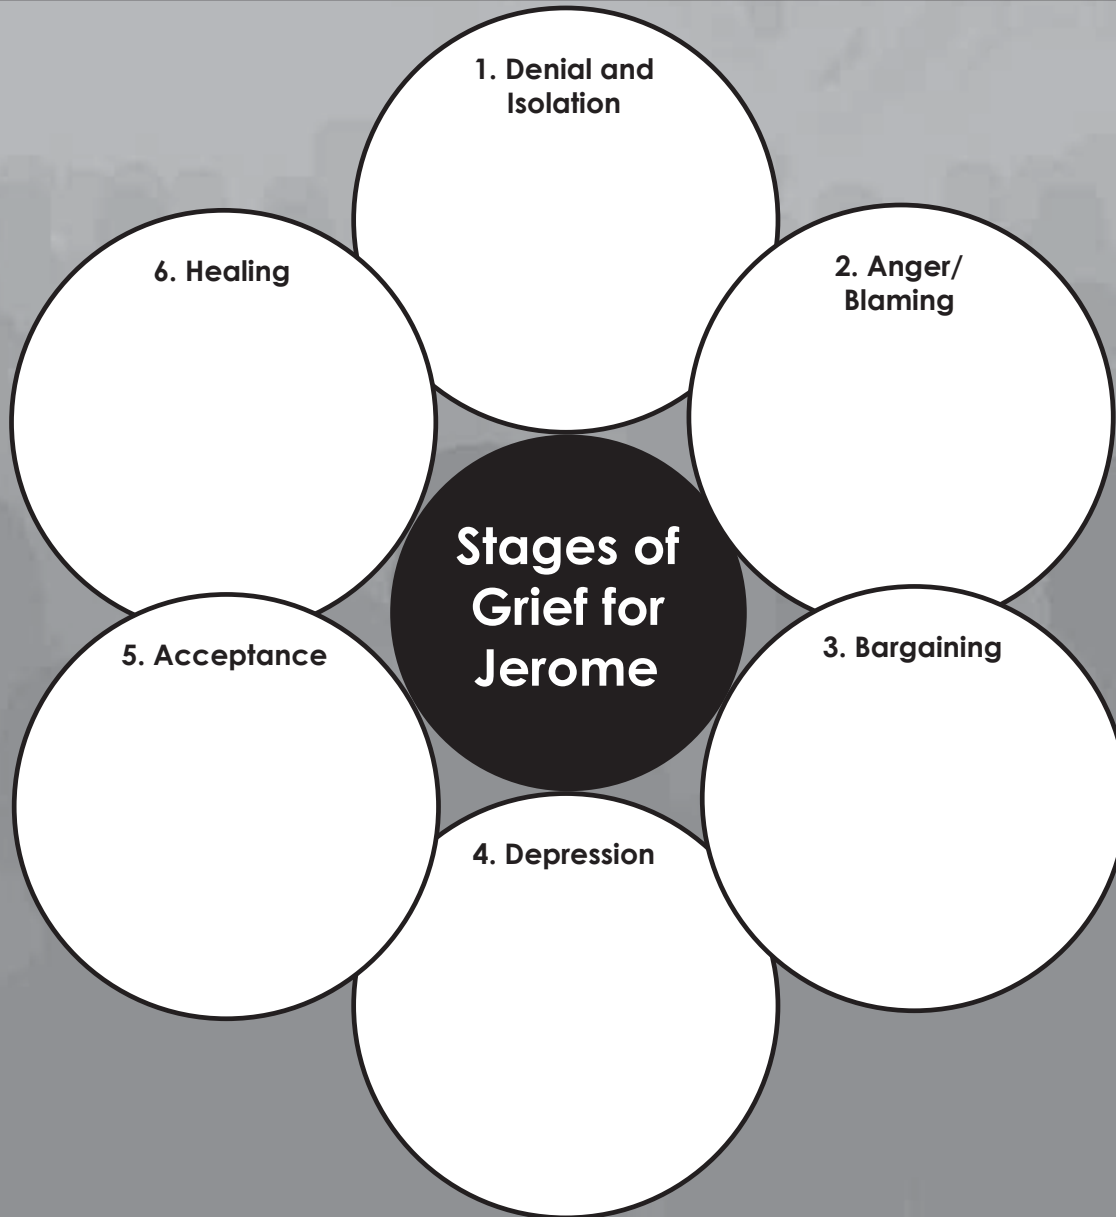 1. Denial and
Isolation
2. Anger/
Blaming
3. Bargaining
4. Depression
5. Acceptance
6. Healing
Stages of
Grief for
Jerome